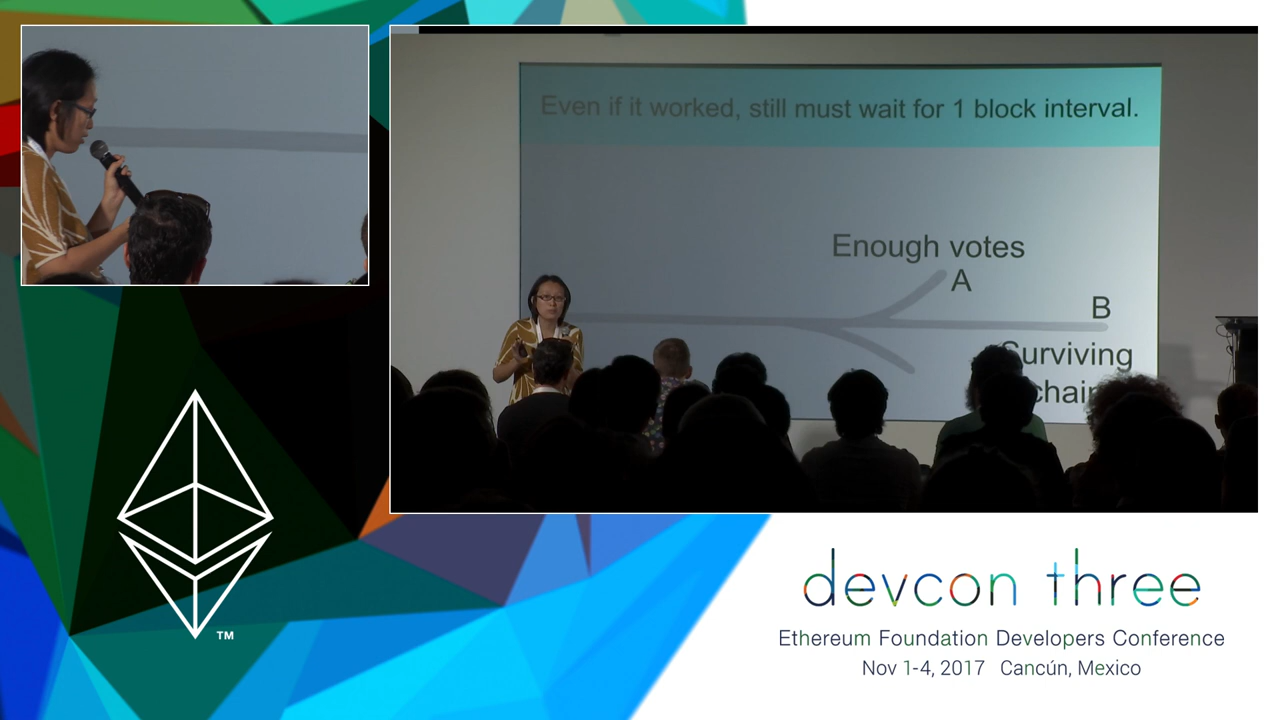 Even if it worked, still must wait for 1 block interval.
Enough votes
A
B
Surviving
chain
TM
devcon three
Ethereum Foundation Developers Conference
Nov 1-4, 2017 Cancún, Mexico